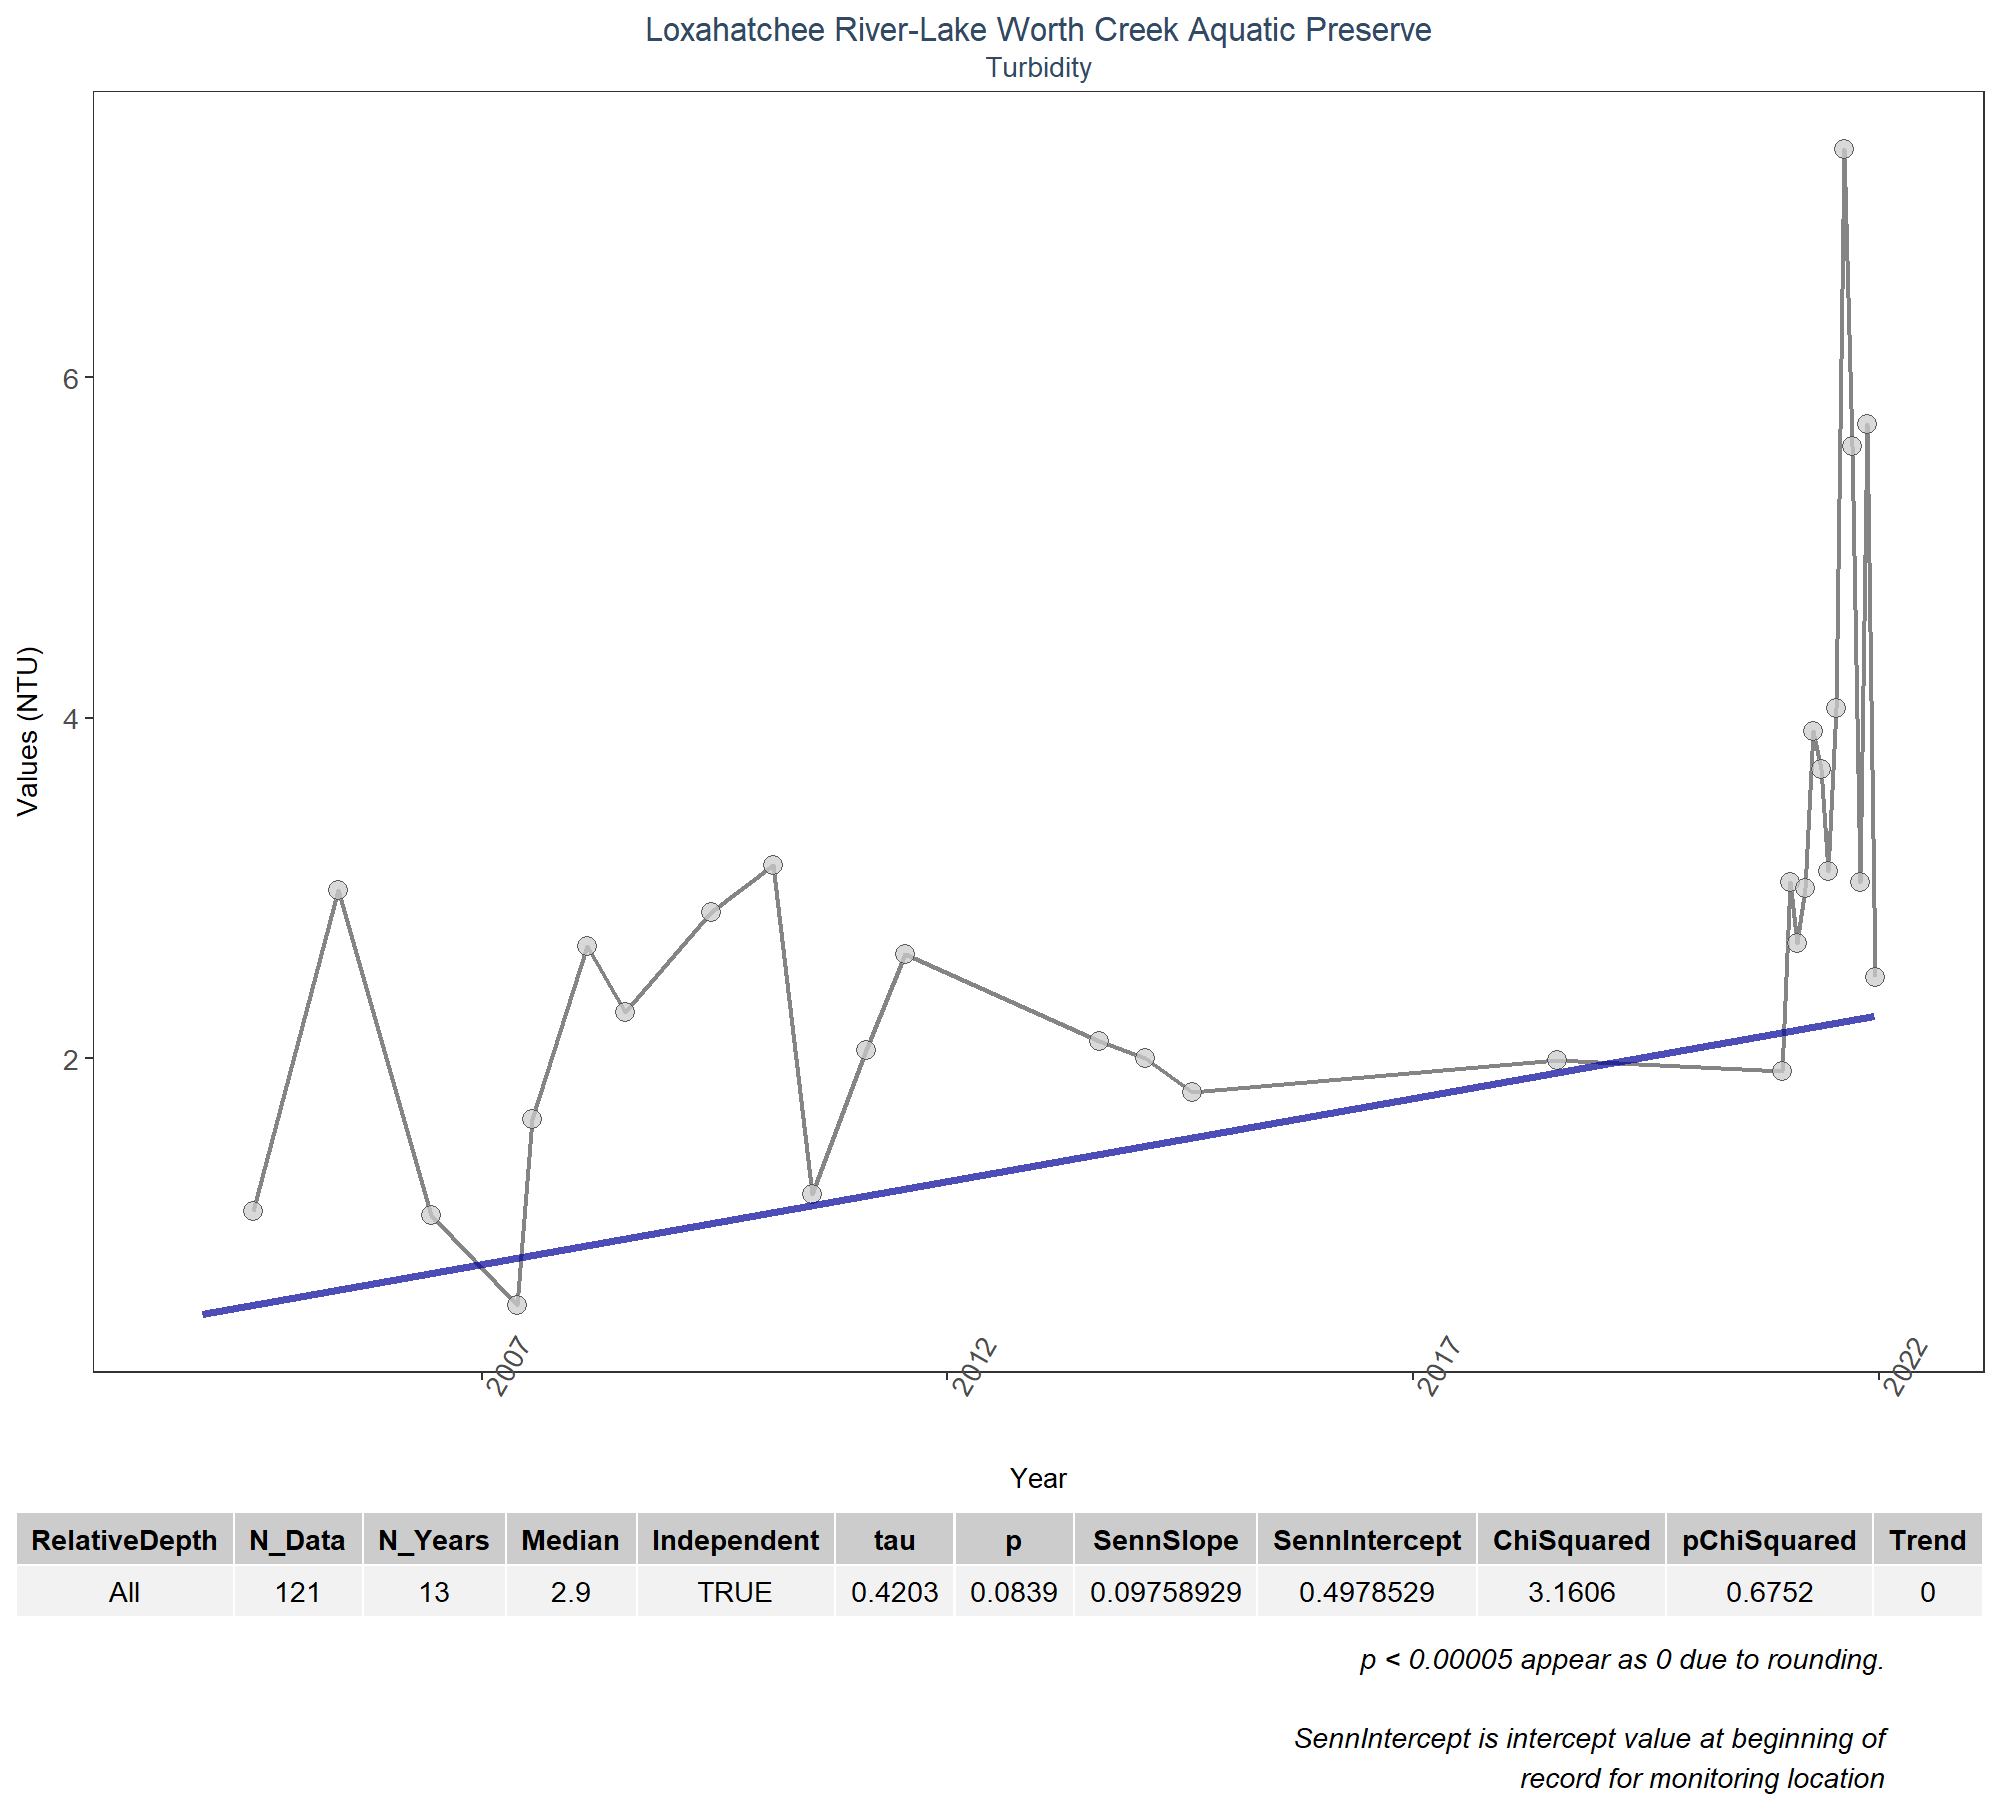 Loxahatchee River-Lake Worth Creek Aquatic Preserve
Turbidity
Values (NTU)
6
4
2
2007 2012 2017 2022
Year
RelativeDepth N_Data N_Years Median Independent tau p SennSlope SennIntercept ChiSquared pChiSquared Trend
All 121 13 2.9 TRUE 0.4203 0.0839 0.09758929 0.4978529 3.1606 0.6752 0
p < 0.00005 appear as 0 due to rounding.
SennIntercept is intercept value at beginning of
record for monitoring location